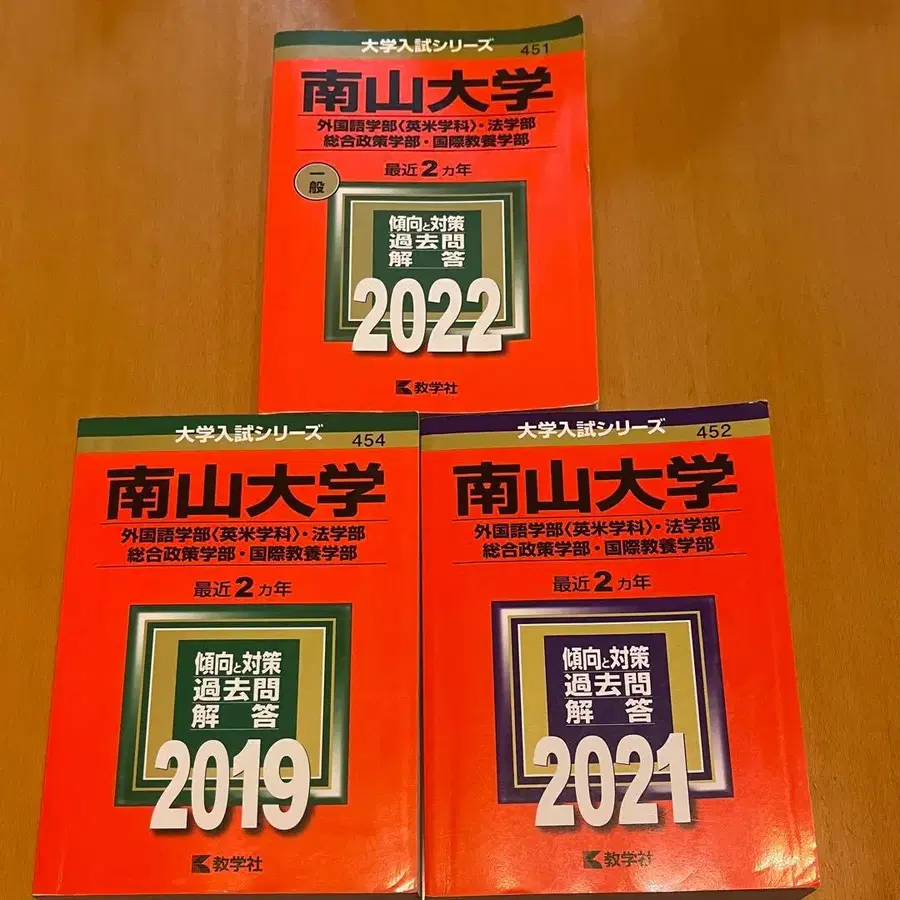 大学入試シリーズ
451
南山大学
外国語学部〈英米学科〉・法学部
総合政策学部・国際教養学部
最近2カ年
一般
傾向と対策
過去問
解答
2022
教学社
大学入試シリーズ
454
南山大学
外国語学部〈英米学科〉・法学部
総合政策学部・国際教養学部
最近2カ年
傾向と対策
過去問
解答
2019
教学社
大学入試シリーズ
452
南山大学
外国語学部〈英米学科〉・法学部
総合政策学部・国際教養学部
最近2カ年
傾向と対策
過去問
解答
2021
教学社